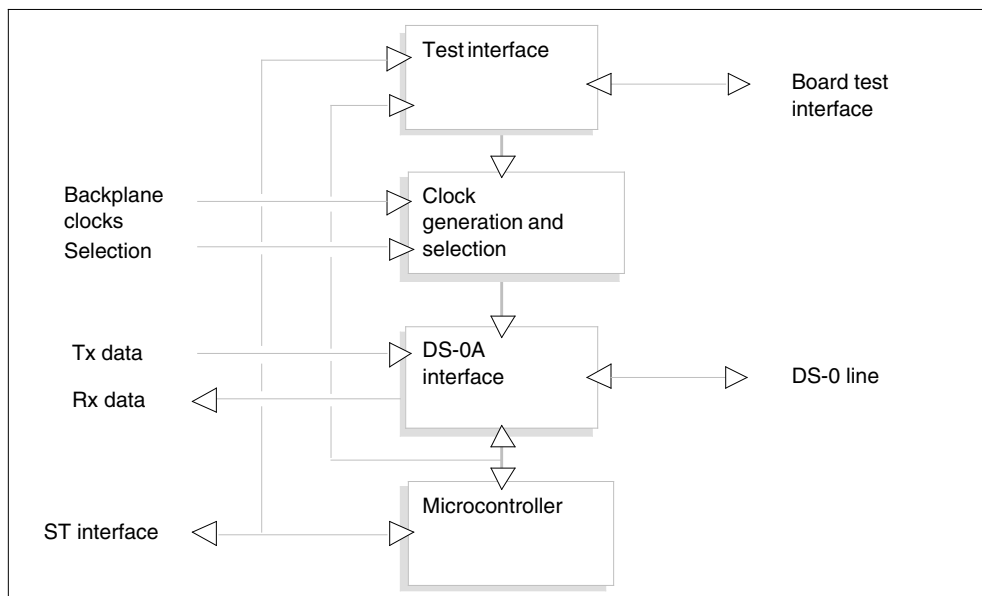 Test interface
Board test
interface
Backplane
clocks
Selection
Clock
generation and
selection
Tx data
Rx data
DS-0A
interface
DS-0 line
Microcontroller
ST interface